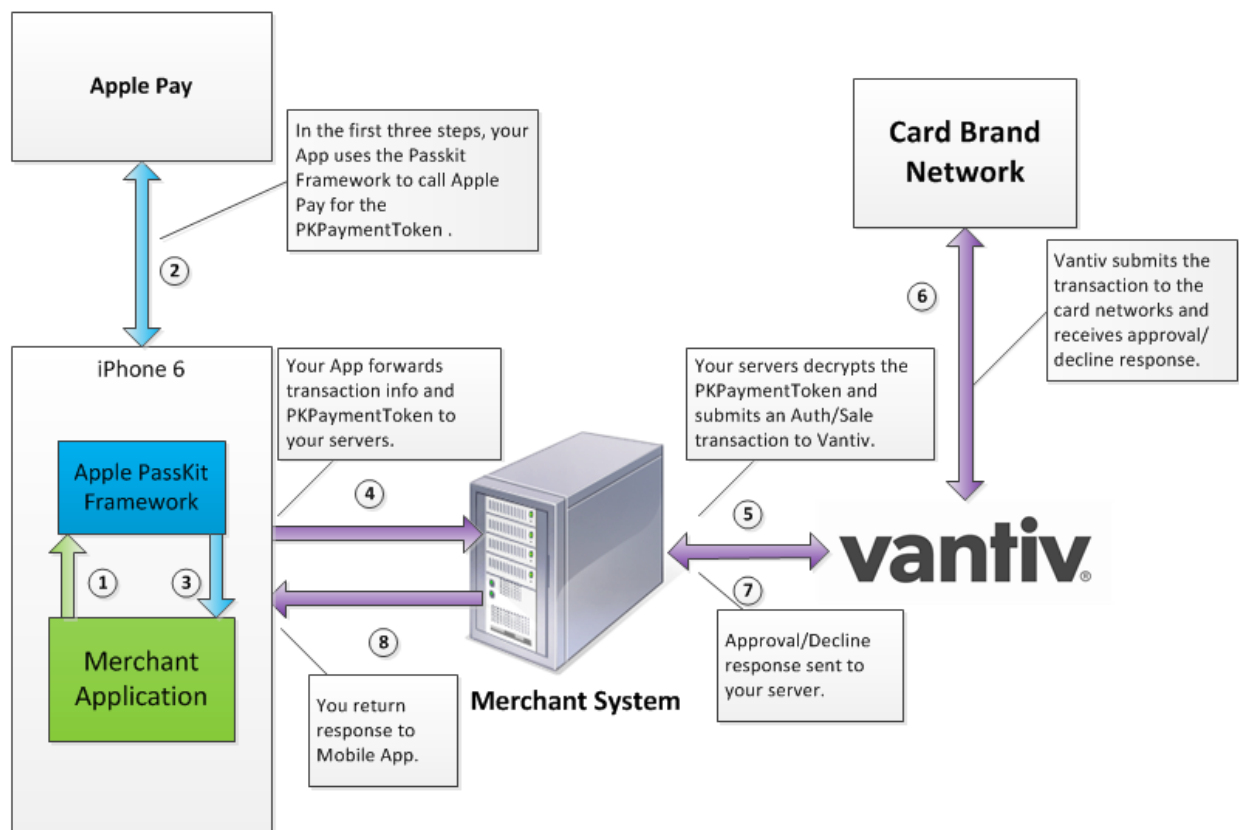 Apple Pay
In the first three steps, your
App uses the Passkit
Framework to call Apple
Pay for the
PKPaymentToken .
2
Card Brand
Network
6
Vantiv submits the
transaction to the
card networks and
receives approval/
decline response.
iPhone 6
Apple PassKit
Framework
1
3
Merchant
Application
Your App forwards
transaction info and
PKPaymentToken to
your servers.
4
8
You return
response to
Mobile App.
Merchant System
Your servers decrypts the
PKPaymentToken and
submits an Auth/Sale
transaction to Vantiv.
5
vantiv®
7
Approval/Decline
response sent to
your server.